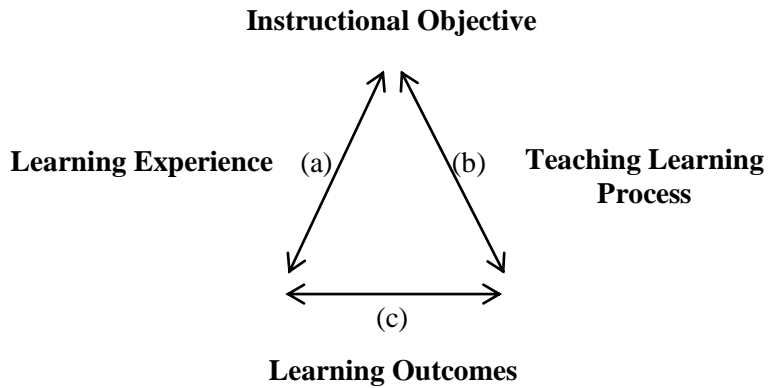 Instructional Objective
Learning Experience (a) (b) Teaching Learning
Process
(c)
Learning Outcomes